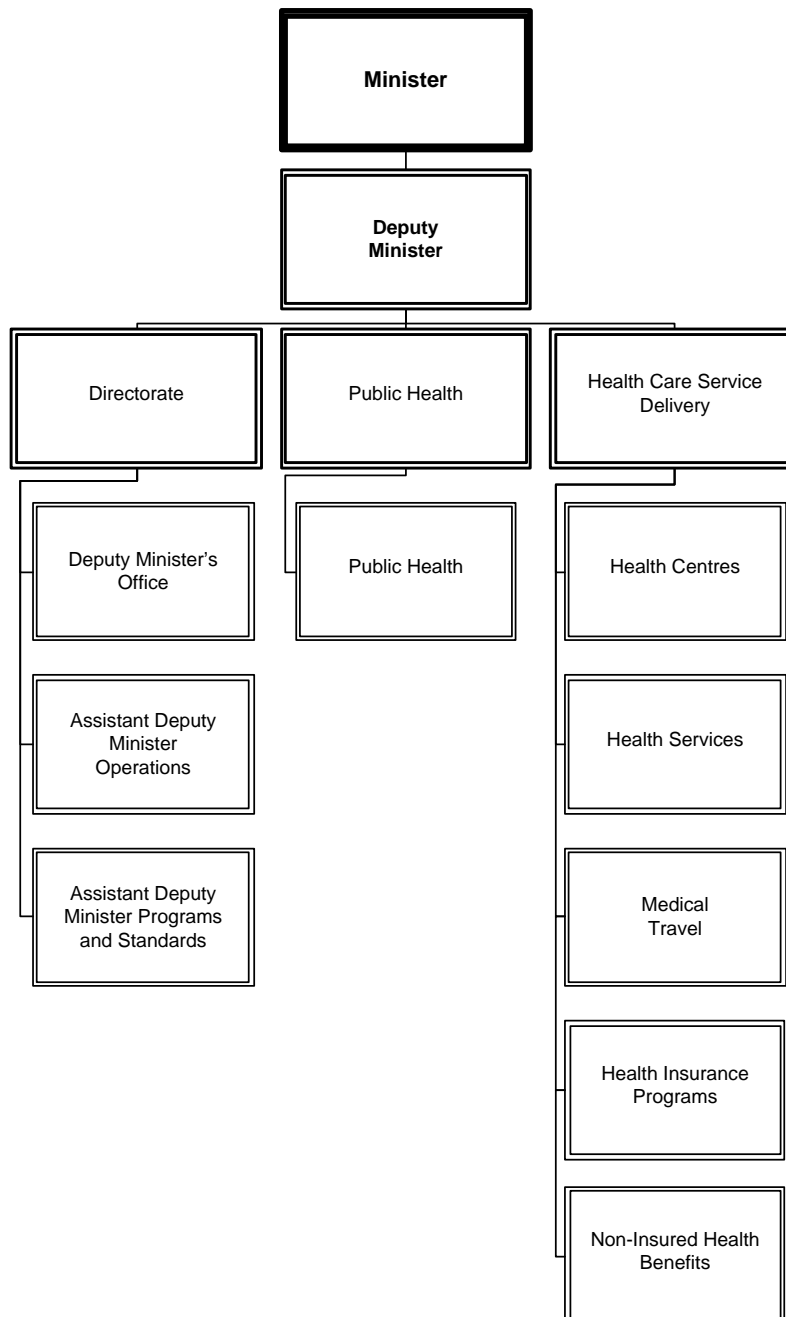 Minister
Deputy
Minister
Directorate
Public Health
Health Care Service
Delivery
Deputy Minister’s
Office
Public Health
Health Centres
Assistant Deputy
Minister
Operations
Health Services
Assistant Deputy
Minister Programs
and Standards
Medical
Travel
Health Insurance
Programs
Non-Insured Health
Benefits